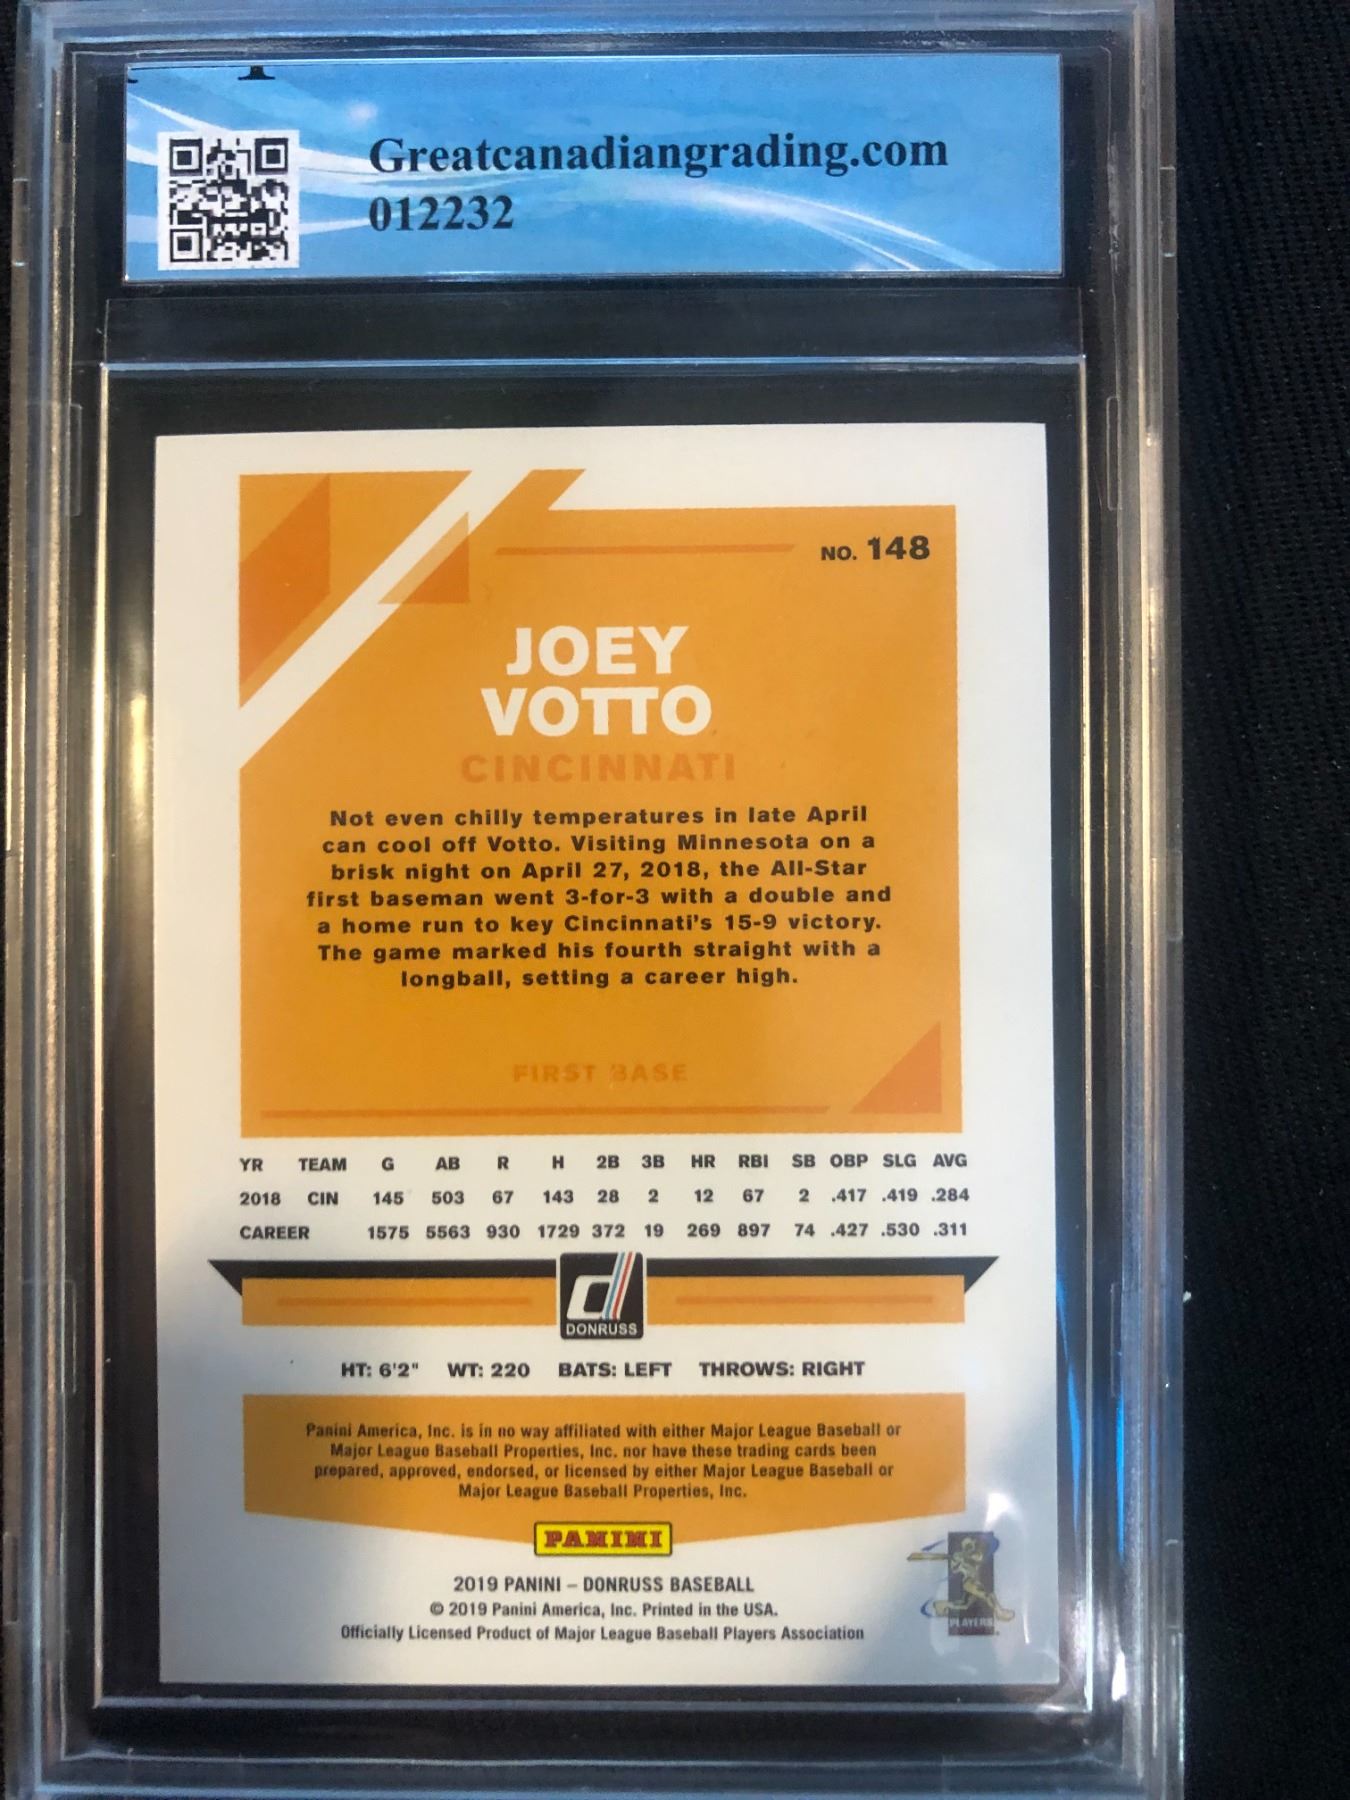 Greatcanadiangrading.com
012232
NO. 148
JOEY
VOTTO
CINCINNATI
Not even chilly temperatures in late April
can cool off Votto. Visiting Minnesota on a
brisk night on April 27, 2018, the All-Star
first baseman went 3-for-3 with a double and
a home run to key Cincinnati's 15-9 victory.
The game marked his fourth straight with a
longball, setting a career high.
FIRST BASE
YR TEAM G AB R H 2B 3B HR RBI SB OBP SLG AVG
2018 CIN 145 503 67 143 28 2 12 67 2 .417 .419 .284
CAREER 1575 5563 930 1729 372 19 269 897 74 .427 .530 .311
d
DONRUSS
HT: 6'2" WT: 220 BATS: LEFT THROWS: RIGHT
Panini America, Inc. is in no way affiliated with either Major League Baseball or
Major League Baseball Properties, Inc. nor have these trading cards been
prepared, approved, endorsed, or licensed by either Major League Baseball or
Major League Baseball Properties, Inc.
PANINI
2019 PANINI – DONRUSS BASEBALL
© 2019 Panini America, Inc. Printed in the USA.
Officially Licensed Product of Major League Baseball Players Association
PLAYERS